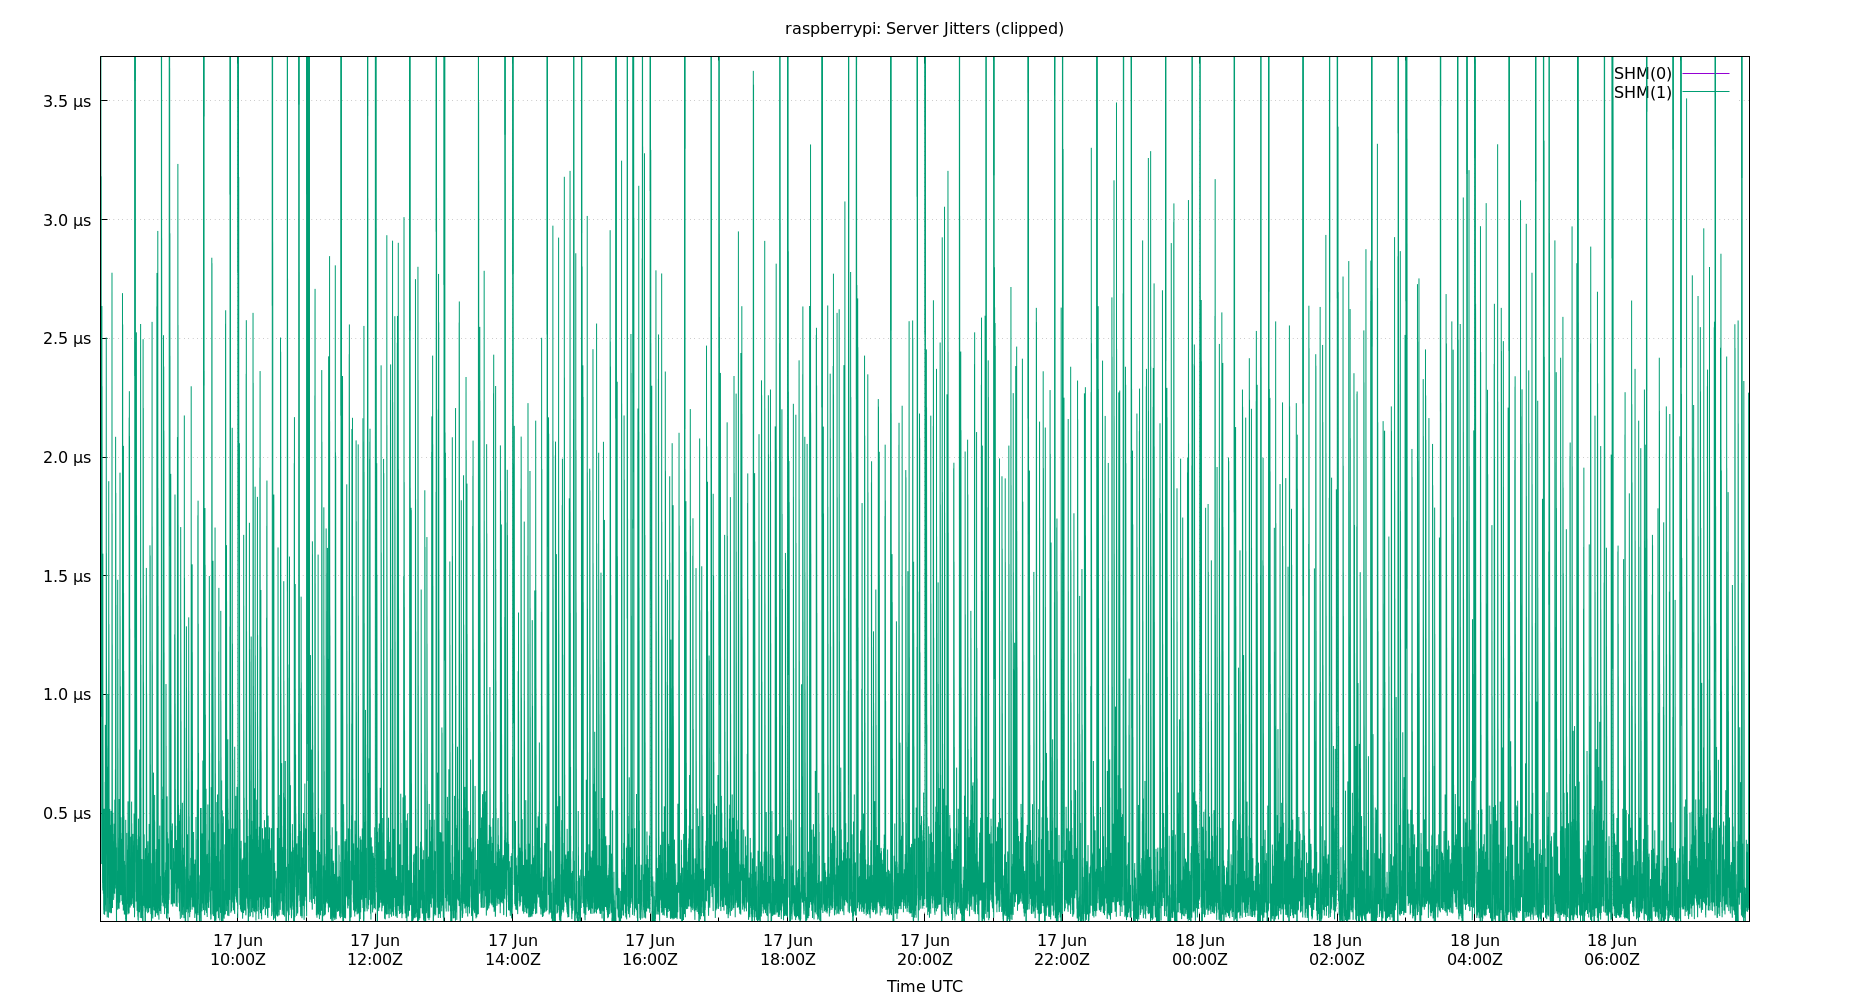 raspberrypi: Server Jitters (clipped)
SHM(0)
SHM(1)
3.5 µs
3.0 µs
2.5 µs
2.0 µs
1.5 µs
1.0 µs
0.5 µs
17 Jun 17 Jun 17 Jun 17 Jun 17 Jun 17 Jun 17 Jun 18 Jun 18 Jun 18 Jun 18 Jun
10:00Z 12:00Z 14:00Z 16:00Z 18:00Z 20:00Z 22:00Z 00:00Z 02:00Z 04:00Z 06:00Z
Time UTC